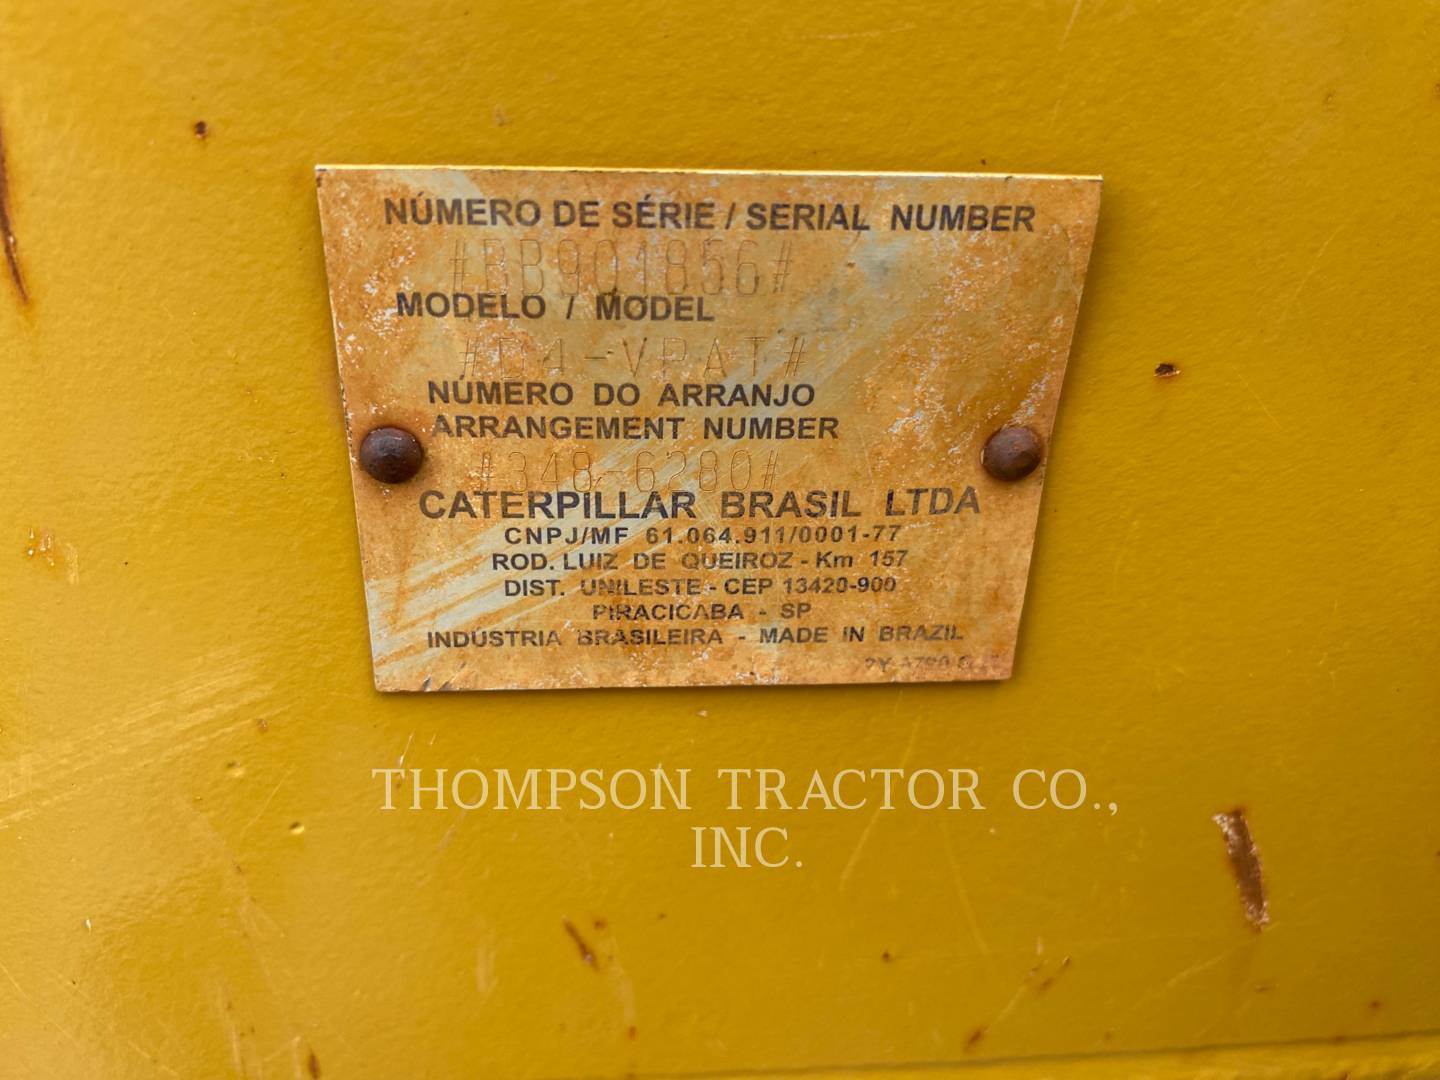 NÚMERO DE SÉRIE / SERIAL NUMBER
#BB901856#
MODELO / MODEL
#D4-VPAT#
NÚMERO DO ARRANJO
ARRANGEMENT NUMBER
#348-6280#
CATERPILLAR BRASIL LTDA
CNPJ/MF 61.064.911/0001-77
ROD. LUIZ DE QUEIROZ - Km 157
DIST. UNILESTE - CEP 13420-900
PIRACICABA - SP
INDÚSTRIA BRASILEIRA - MADE IN BRAZIL
THOMPSON TRACTOR CO.,
INC.